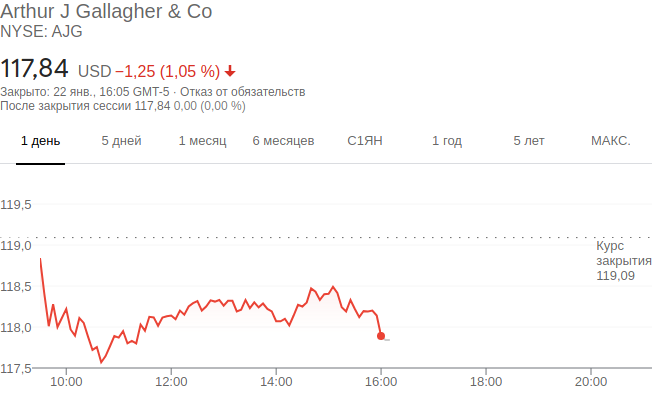 Arthur J Gallagher & Co
NYSE: AJG
117,84 USD −1,25 (1,05 %)
Закрыто: 22 янв., 16:05 GMT-5 · Отказ от обязательств
После закрытия сессии 117,84 0,00 (0,00 %)
1 день 5 дней 1 месяц 6 месяцев С1ЯН 1 год 5 лет МАКС.
119,5
119,0
118,5
118,0
117,5
Курс
закрытия
119,09
10:00 12:00 14:00 16:00 18:00 20:00